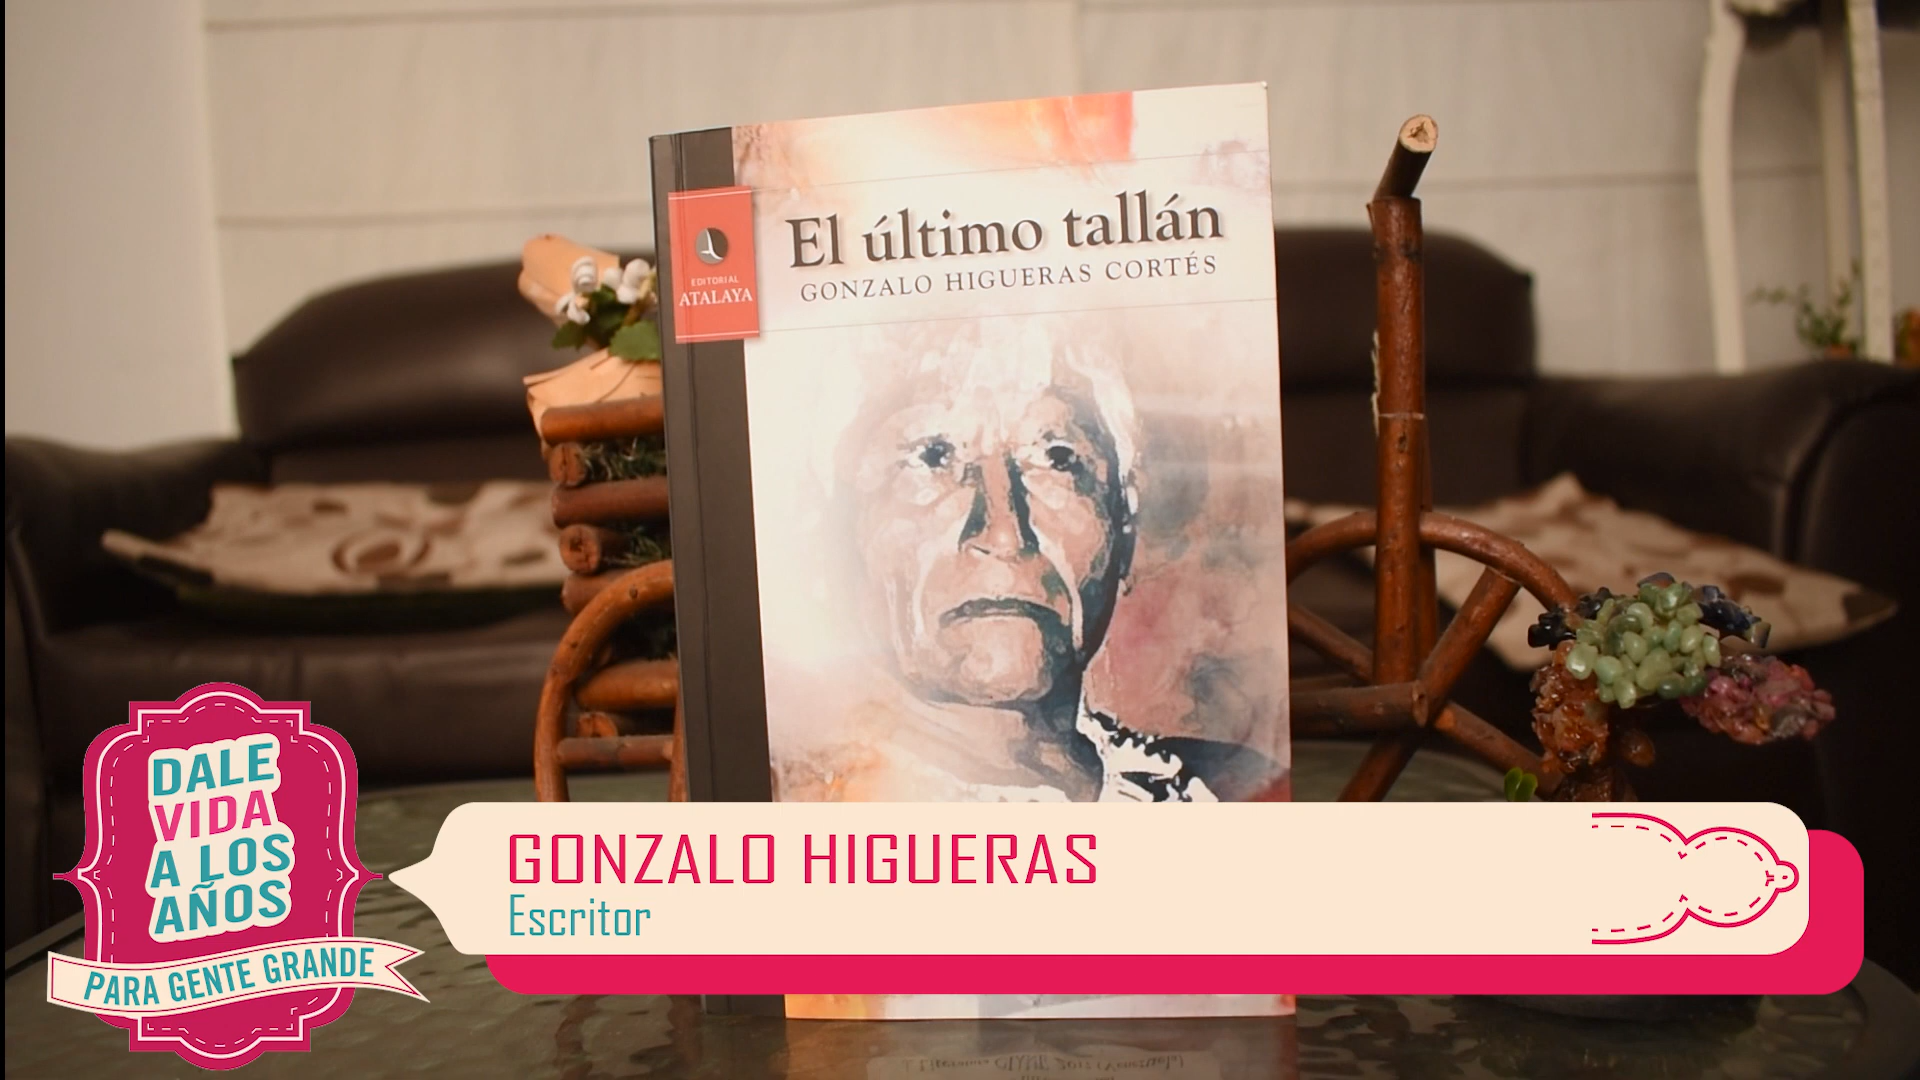 El último tallán
GONZALO HIGUERAS CORTÉS
EDITORIAL
ATALAYA
DALE
VIDA
A LOS
AÑOS
PARA GENTE GRANDE
GONZALO HIGUERAS
Escritor